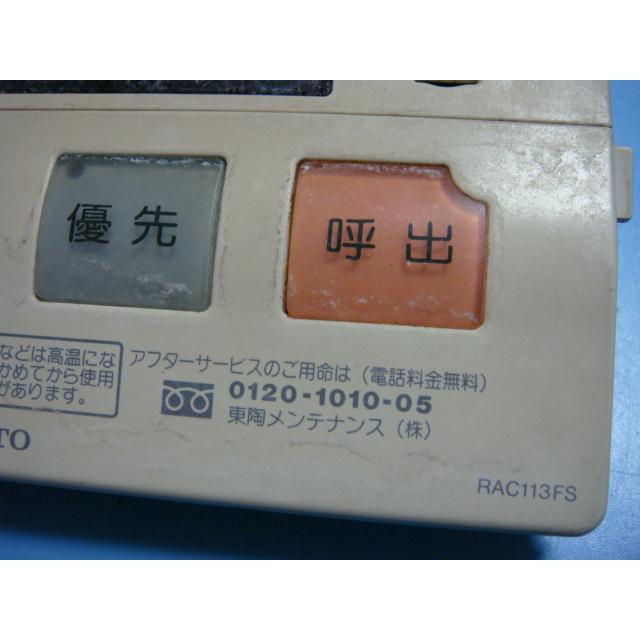 優先
呼出
などは高温にな
かめてから使用
があります。
アフターサービスのご用命は（電話料金無料）
0120-1010-05
東陶メンテナンス（株）
TO
RAC113FS